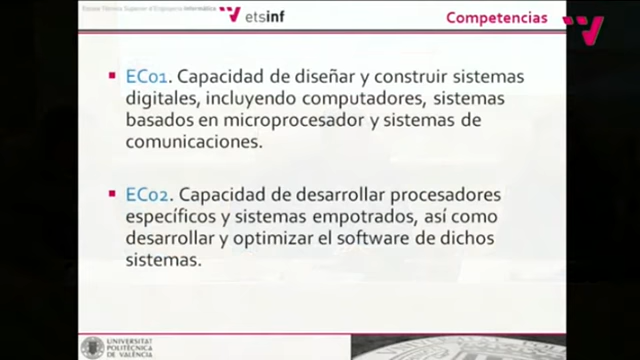 Escola Tècnica Superior d'Enginyeria Informàtica
etsinf
Competencias
EC01. Capacidad de diseñar y construir sistemas
digitales, incluyendo computadores, sistemas
basados en microprocesador y sistemas de
comunicaciones.
EC02. Capacidad de desarrollar procesadores
específicos y sistemas empotrados, así como
desarrollar y optimizar el software de dichos
sistemas.
UNIVERSITAT
POLITÈCNICA
DE VALÈNCIA